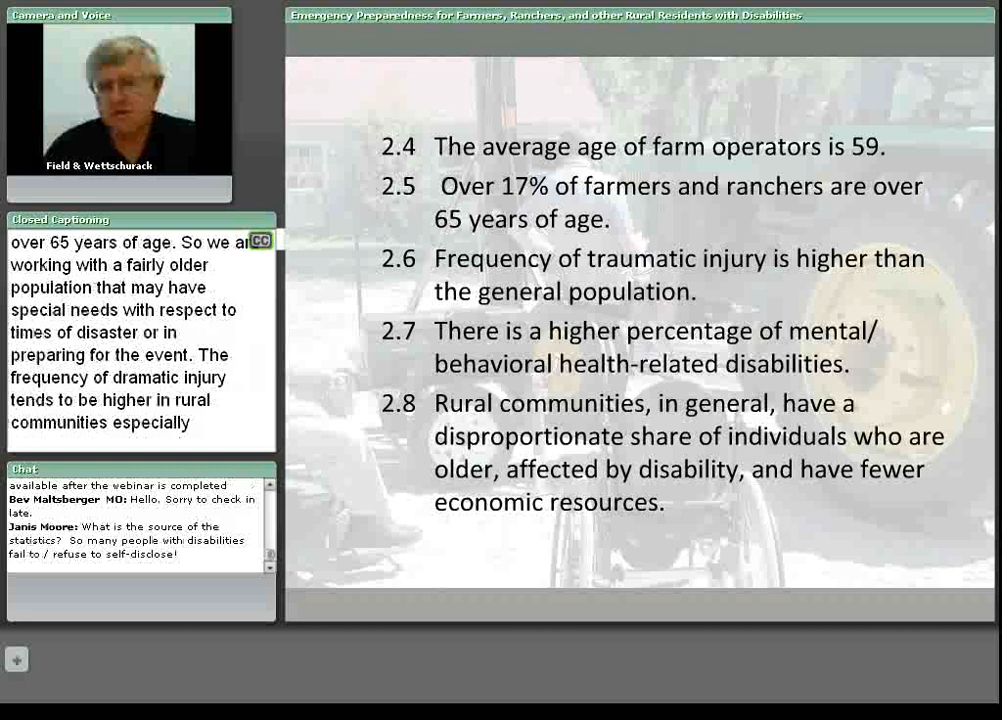 Camera and Voice
Field & Wettschurack
Closed Captioning
over 65 years of age. So we ar
CC
working with a fairly older
population that may have
special needs with respect to
times of disaster or in
preparing for the event. The
frequency of dramatic injury
tends to be higher in rural
communities especially
Chat
available after the webinar is completed
Bev Maltsberger MO: Hello. Sorry to check in
late.
Janis Moore: What is the source of the
statistics? So many people with disabilities
fail to / refuse to self-disclose!
Emergency Preparedness for Farmers, Ranchers, and other Rural Residents with Disabilities
2.4 The average age of farm operators is 59.
2.5 Over 17% of farmers and ranchers are over
65 years of age.
2.6 Frequency of traumatic injury is higher than
the general population.
2.7 There is a higher percentage of mental/
behavioral health-related disabilities.
2.8 Rural communities, in general, have a
disproportionate share of individuals who are
older, affected by disability, and have fewer
economic resources.